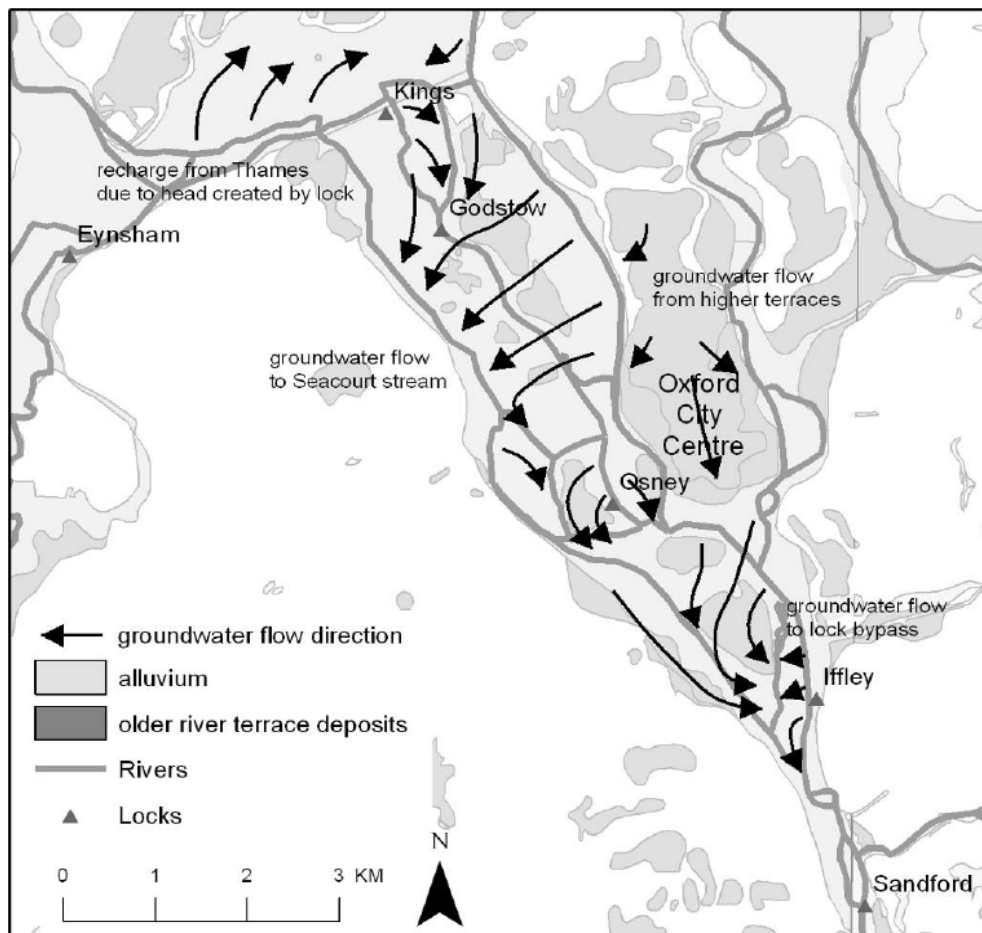 Kings
recharge from Thames
due to head created by lock
Godstow
Eynsham
groundwater flow
from higher terraces
groundwater flow
to Seacourt stream
Oxford
City
Centre
Osney
groundwater flow
to lock bypass
Iffley
groundwater flow direction
alluvium
older river terrace deposits
Rivers
Locks
N
0 1 2 3 KM
Sandford